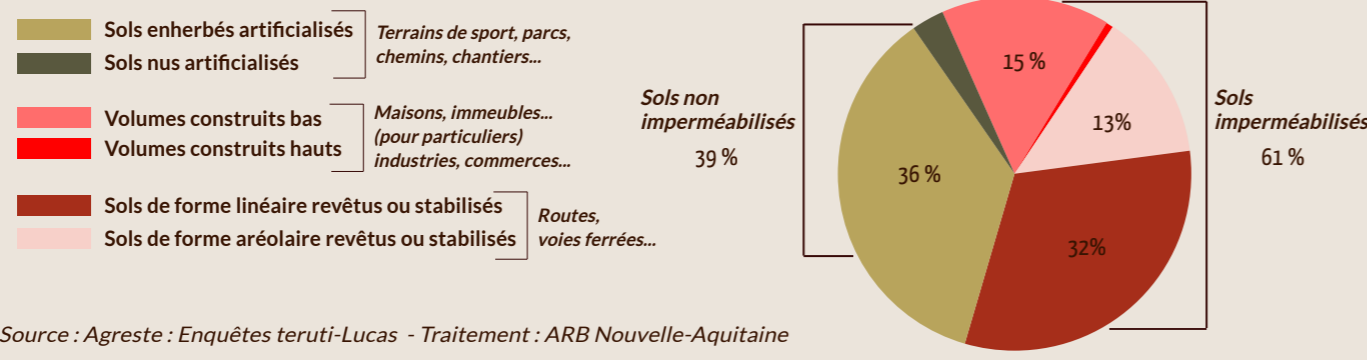 Sols enherbés artificialisés
Sols nus artificialisés
Terrains de sport, parcs,
chemins, chantiers...
Volumes construits bas
Volumes construits hauts
Maisons, immeubles...
(pour particuliers)
industries, commerces...
Sols de forme linéaire revêtus ou stabilisés
Sols de forme aréolaire revêtus ou stabilisés
Routes,
voies ferrées...
Sols non
imperméabilisés
39 %
15 %
13%
36 %
32%
Sols
imperméabilisés
61 %
Source : Agreste : Enquêtes teruti-Lucas - Traitement : ARB Nouvelle-Aquitaine